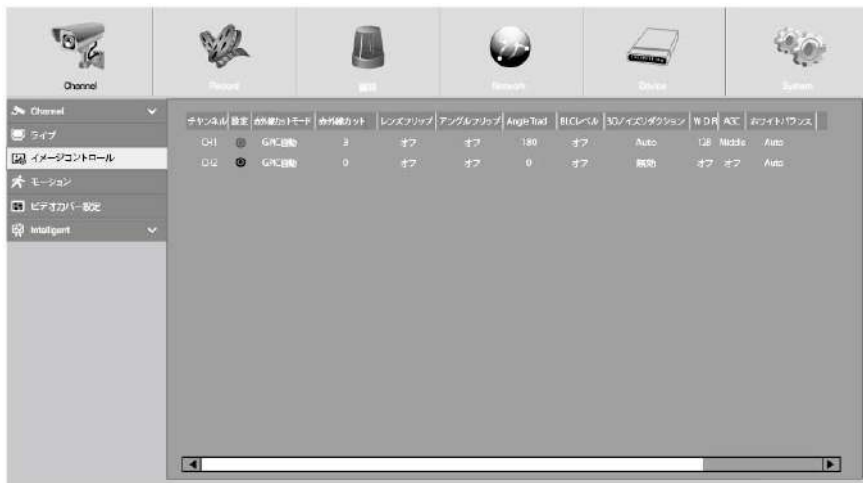 Channel
Record
Network
Device
System
Channel
ライブ
イメージコントロール
モーション
ビデオカバー設定
Intelligent
チャンネル 設定 赤外線カットモード 赤外線カット レンズフリップ アングルフリップ Angle Trad BLCレベル 3Dノイズリダクション WDR AGC ホワイトバランス
CH1 GPIO自動 3 オフ オフ 180 オフ Auto 128 Middle Auto
CH2 GPIO自動 0 オフ オフ 0 オフ 無効 オフ オフ Auto